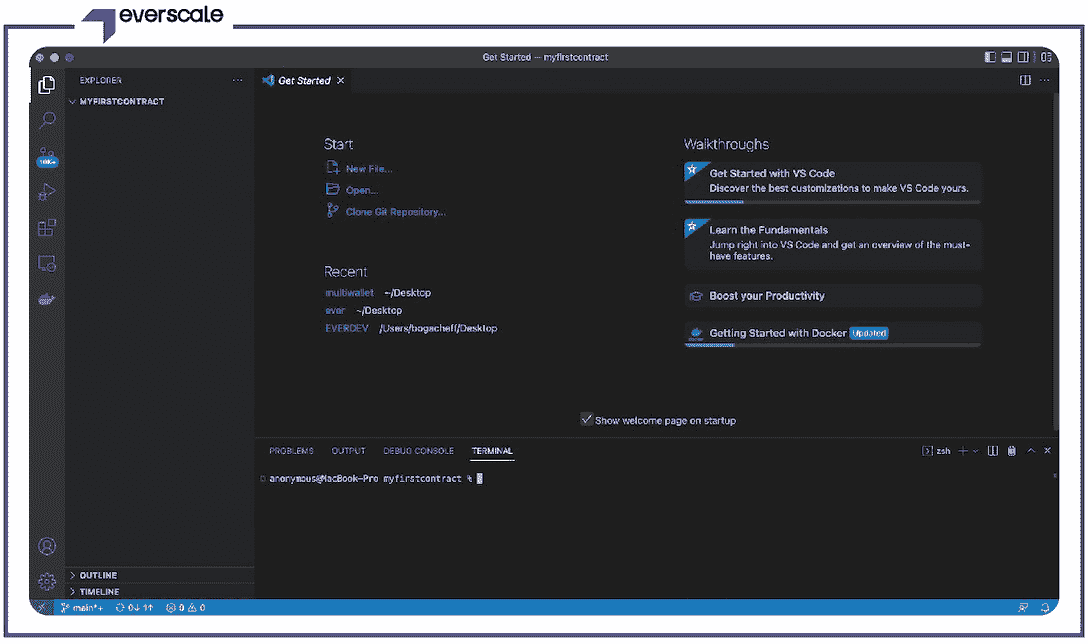 everscale
Get Started — myfirstcontract
EXPLORER
Get Started
MYFIRSTCONTRACT
Start
New File...
Open...
Clone Git Repository...
Recent
multiwallet ~/Desktop
ever ~/Desktop
EVERDEV /Users/bogacheff/Desktop
Walkthroughs
Get Started with VS Code
Discover the best customizations to make VS Code yours.
Learn the Fundamentals
Jump right into VS Code and get an overview of the must-
have features.
Boost your Productivity
Getting Started with Docker Updated
10K+
Show welcome page on startup
PROBLEMS OUTPUT DEBUG CONSOLE TERMINAL
zsh
anonymous@MacBook-Pro myfirstcontract %
OUTLINE
TIMELINE
main*+ 0↓ 1↑ 0 0